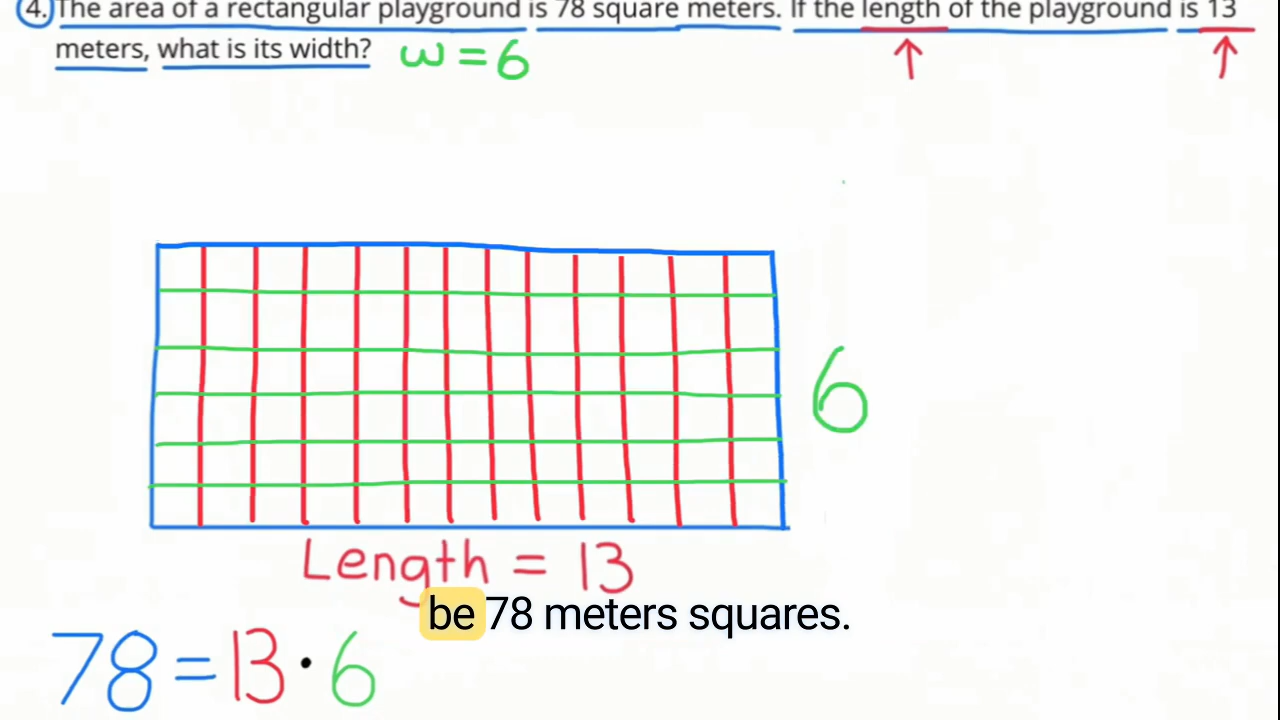 4. The area of a rectangular playground is 78 square meters. If the length of the playground is 13
meters, what is its width? w = 6
6
Length = 13
be 78 meters squares.
78 = 13 · 6